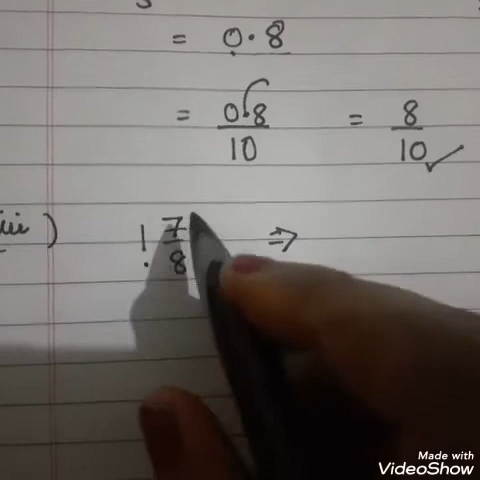 = 0.8
= 0.8/10 = 8/10 ✓
iii) 1 7/8 ⇒
Made with
VideoShow